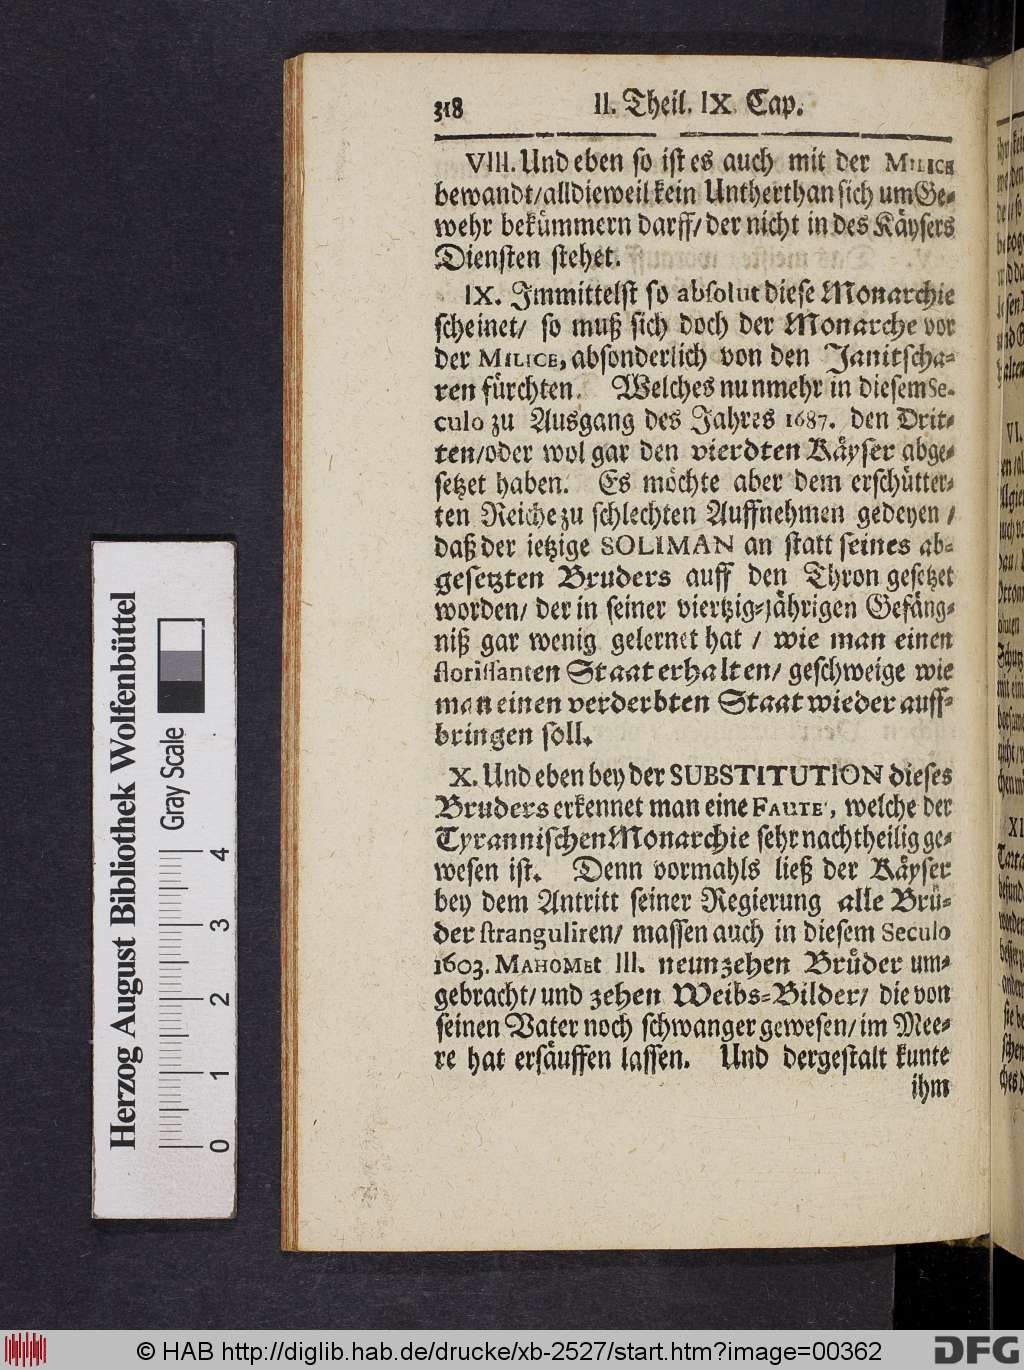 318 II. Theil. IX. Cap.
VIII. Und eben so ist es auch mit der MILICE
bewandt/ alldieweil kein Untherthan sich um Ge-
wehr bekümmern darff/ der nicht in des Käysers
Diensten stehet.
IX. Immittelst so absolut diese Monarchie
scheinet/ so muß sich doch der Monarche vor
der MILICE, absonderlich von den Janitscha-
ren fürchten. Welches nunmehr in diesem Se-
culo zu Ausgang des Jahres 1687. den Drit-
ten/ oder wol gar den vierdten Käyser abge-
setzet haben. Es möchte aber dem erschütter-
ten Reiche zu schlechten Auffnehmen gedeyen /
daß der jetzige SOLIMAN an statt seines ab-
gesetzten Bruders auff den Thron gesetzet
worden/ der in seiner viertzig-jährigen Gefäng-
niß gar wenig gelernet hat / wie man einen
florissanten Staat erhalten/ geschweige wie
man einen verderbten Staat wieder auff-
bringen soll.
X. Und eben bey der SUBSTITUTION dieses
Bruders erkennet man eine FAUTE, welche der
Tyrannischen Monarchie sehr nachtheilig ge-
wesen ist. Denn vormahls ließ der Käyser
bey dem Antritt seiner Regierung alle Brü-
der stranguliren/ massen auch in diesem Seculo
1603. MAHOMEt III. neunzehen Brüder um-
gebracht/ und zehen Weibs-Bilder/ die von
seinen Vater noch schwanger gewesen/ im Mee-
re hat ersäuffen lassen. Und dergestalt kunte
ihm
Herzog August Bibliothek Wolfenbüttel
Gray Scale
0 1 2 3 4
© HAB http://diglib.hab.de/drucke/xb-2527/start.htm?image=00362
DFG